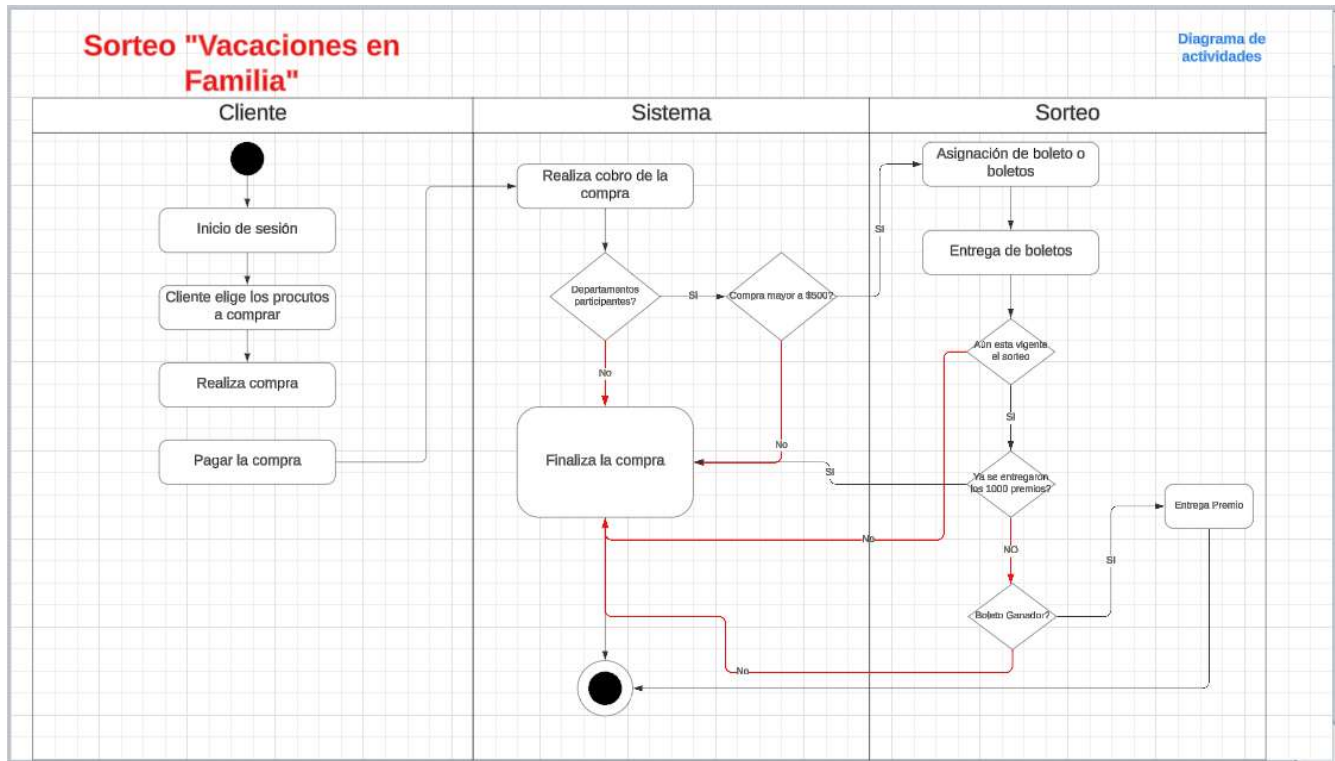 Sorteo "Vacaciones en
Familia"
Diagrama de
actividades
Cliente
Sistema
Sorteo
Inicio de sesión
Cliente elige los procutos
a comprar
Realiza compra
Pagar la compra
Realiza cobro de la
compra
Departamentos
participantes?
SI
Compra mayor a $500?
SI
No
No
Finaliza la compra
Asignación de boleto o
boletos
Entrega de boletos
Aún esta vigente
el sorteo
SI
No
Ya se entregaron
los 1000 premios?
SI
NO
Boleto Ganador?
SI
No
Entrega Premio